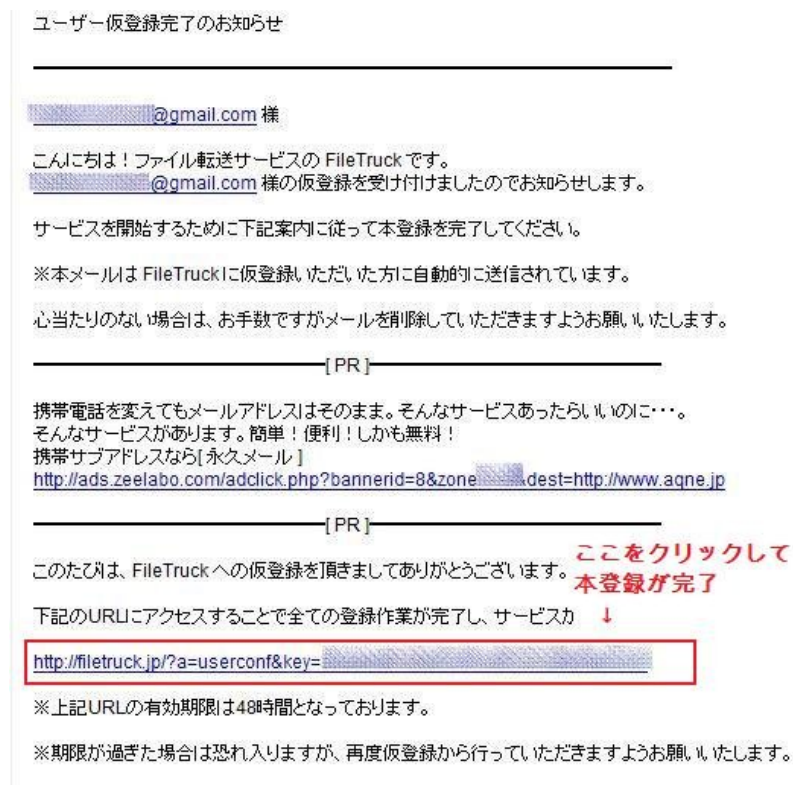 ユーザー仮登録完了のお知らせ
@gmail.com 様
こんにちは！ファイル転送サービスの FileTruck です。
@gmail.com 様の仮登録を受け付けましたのでお知らせします。
サービスを開始するために下記案内に従って本登録を完了してください。
※本メールは FileTruckに仮登録いただいた方に自動的に送信されています。
心当たりのない場合は、お手数ですがメールを削除していただきますようお願いいたします。
[ PR ]
携帯電話を変えてもメールアドレスはそのまま。そんなサービスあったらいいのに・・・。
そんなサービスがあります。簡単！便利！しかも無料！
携帯サブアドレスなら[ 永久メール ]
http://ads.zeelabo.com/adclick.php?bannerid=8&zone dest=http://www.aqne.jp
[ PR ]
ここをクリックして
本登録が完了
↓
このたびは、FileTruck への仮登録を頂きましてありがとうございます。
下記のURLにアクセスすることで全ての登録作業が完了し、サービスカ
http://filetruck.jp/?a=userconf&key=
※上記URLの有効期限は48時間となっております。
※期限が過ぎた場合は恐れ入りますが、再度仮登録から行っていただきますようお願いいたします。